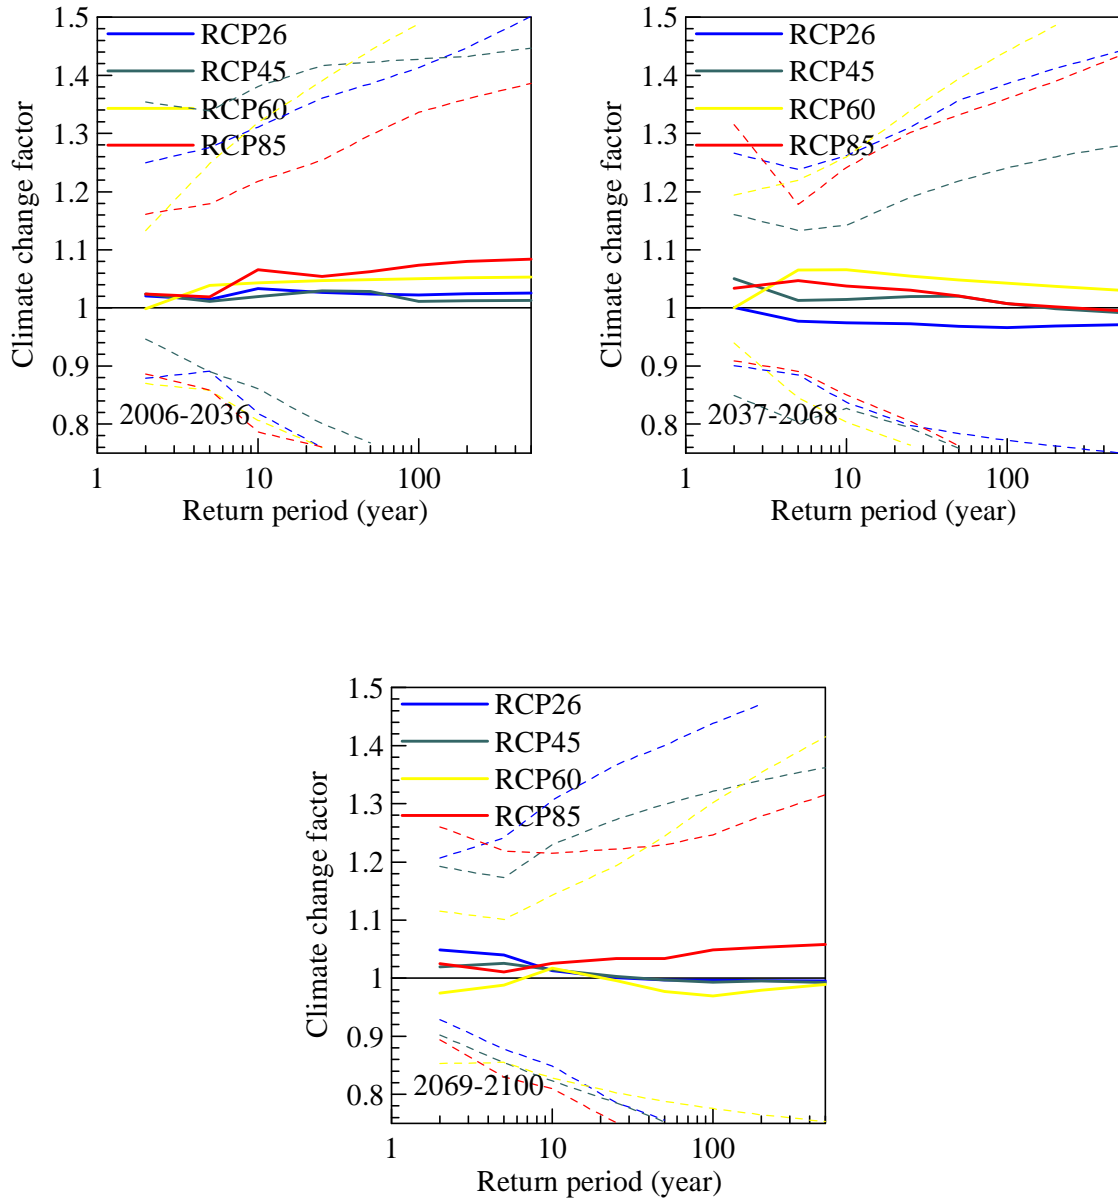 1.5
1.4
1.3
1.2
1.1
1
0.9
0.8
Climate change factor
RCP26
RCP45
RCP60
RCP85
2006-2036
1
10
100
Return period (year)
1.5
1.4
1.3
1.2
1.1
1
0.9
0.8
Climate change factor
RCP26
RCP45
RCP60
RCP85
2037-2068
1
10
100
Return period (year)
1.5
1.4
1.3
1.2
1.1
1
0.9
0.8
Climate change factor
RCP26
RCP45
RCP60
RCP85
2069-2100
1
10
100
Return period (year)